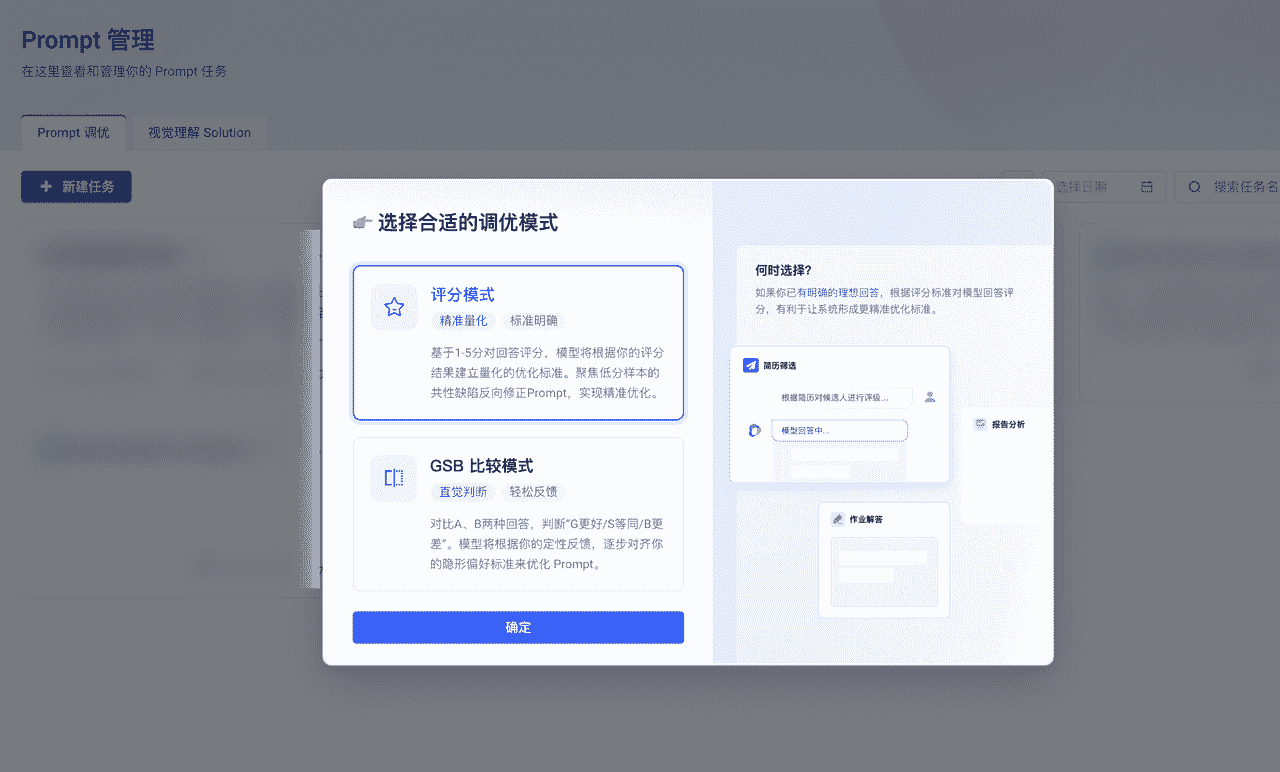 Prompt 管理
在这里查看和管理你的 Prompt 任务
Prompt 调优
视觉理解 Solution
新建任务
选择日期
搜索任务名
选择合适的调优模式
评分模式
精准量化
标准明确
基于1-5分对回答评分，模型将根据你的评分
结果建立量化的优化标准。聚焦低分样本的
共性缺陷反向修正Prompt，实现精准优化。
GSB 比较模式
直觉判断
轻松反馈
对比A、B两种回答，判断“G更好/S等同/B更
差”。模型将根据你的定性反馈，逐步对齐你
的隐形偏好标准来优化 Prompt。
确定
何时选择?
如果你已有明确的理想回答，根据评分标准对模型回答评
分，有利于让系统形成更精准优化标准。
简历筛选
根据简历对候选人进行评级...
模型回答中...
报告分析
作业解答